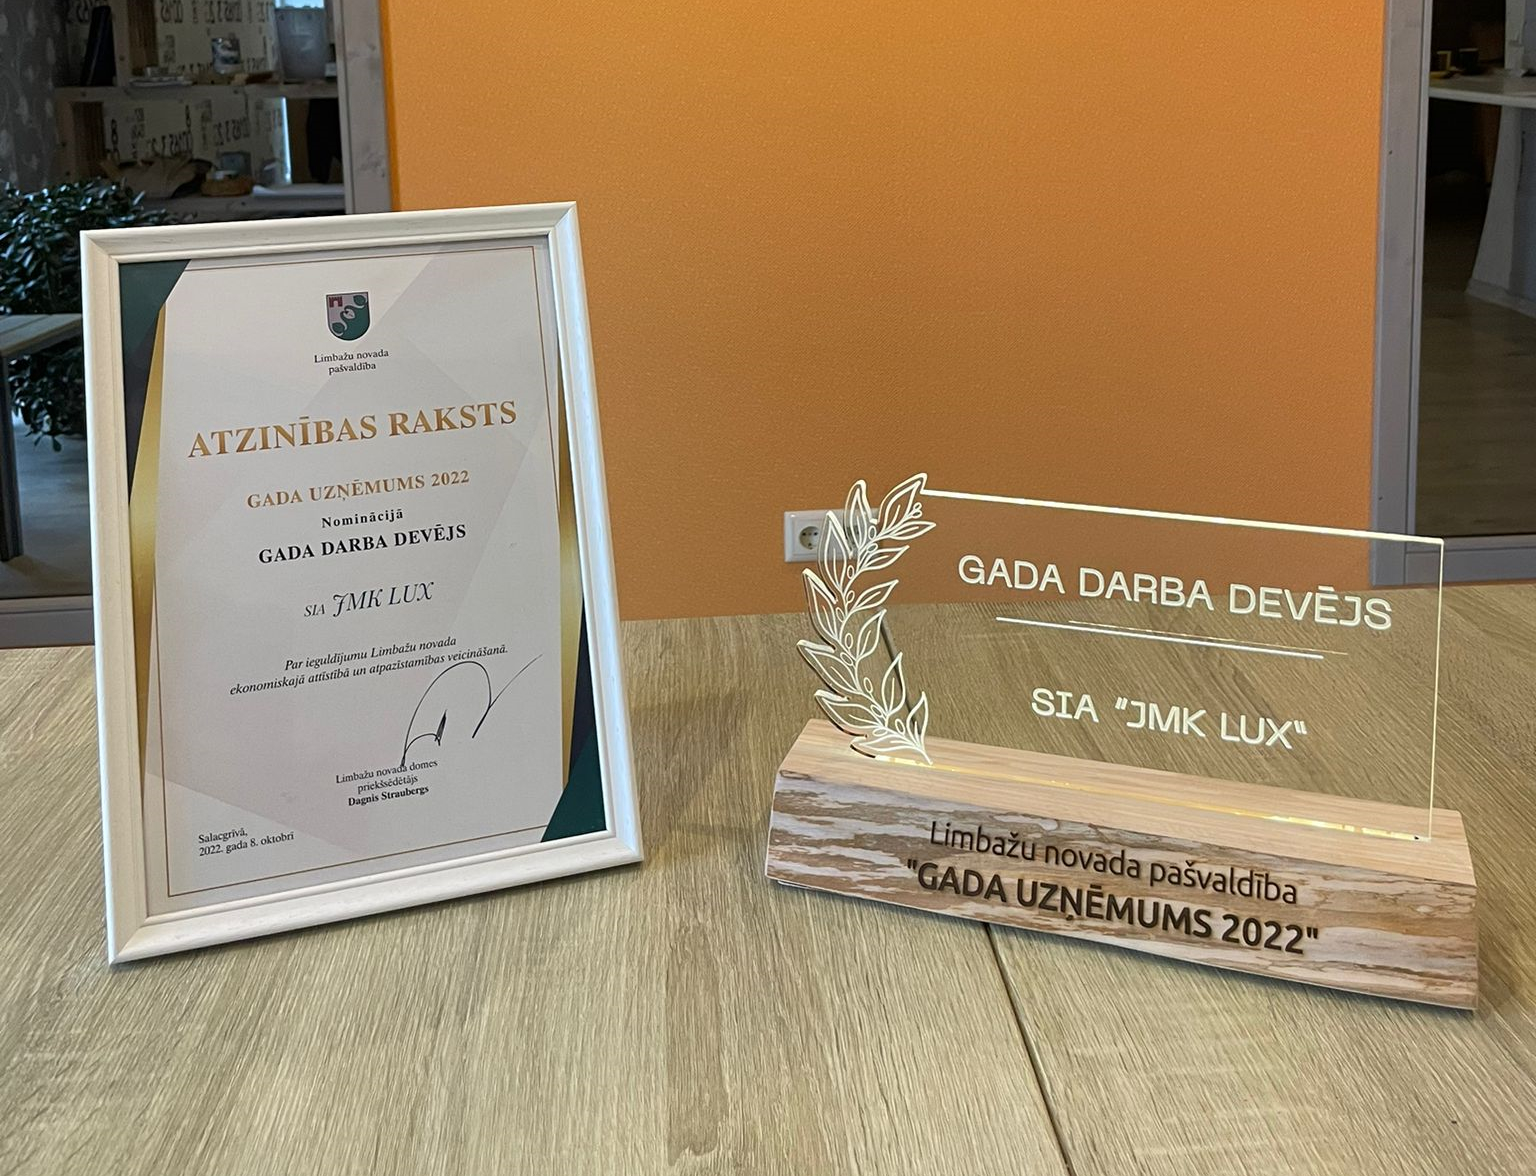 Limbažu novada
pašvaldība
ATZINĪBAS RAKSTS
GADA UZŅĒMUMS 2022
Nominācijā
GADA DARBA DEVĒJS
SIA JMK LUX
Par ieguldījumu Limbažu novada
ekonomiskajā attīstībā un atpazīstamības veicināšanā.
Limbažu novada domes
priekšsēdētājs
Dagnis Straubergs
Salacgrīvā,
2022. gada 8. oktobrī
GADA DARBA DEVĒJS
SIA "JMK LUX"
Limbažu novada pašvaldība
"GADA UZŅĒMUMS 2022"